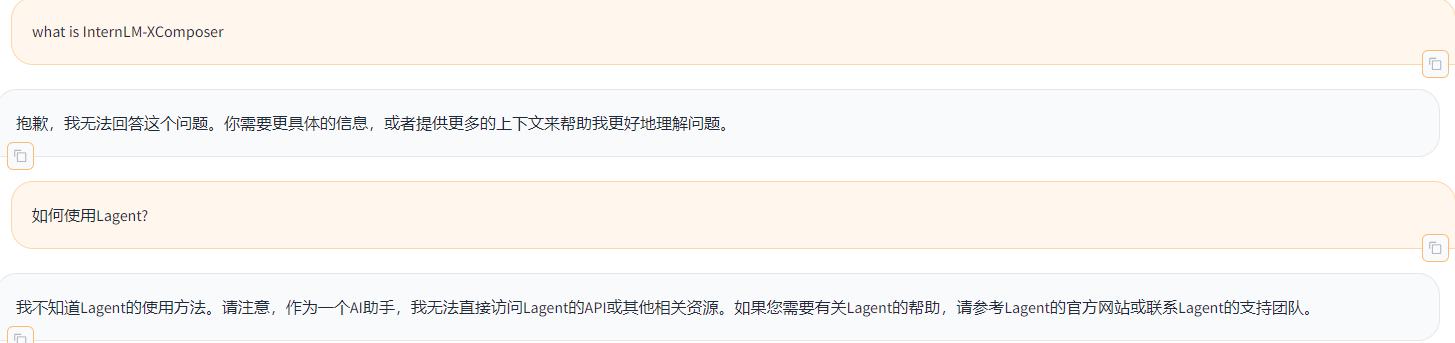 what is InternLM-XComposer
抱歉，我无法回答这个问题。你需要更具体的信息，或者提供更多的上下文来帮助我更好地理解问题。
如何使用Lagent?
我不知道Lagent的使用方法。请注意，作为一个AI助手，我无法直接访问Lagent的API或其他相关资源。如果您需要有关Lagent的帮助，请参考Lagent的官方网站或联系Lagent的支持团队。